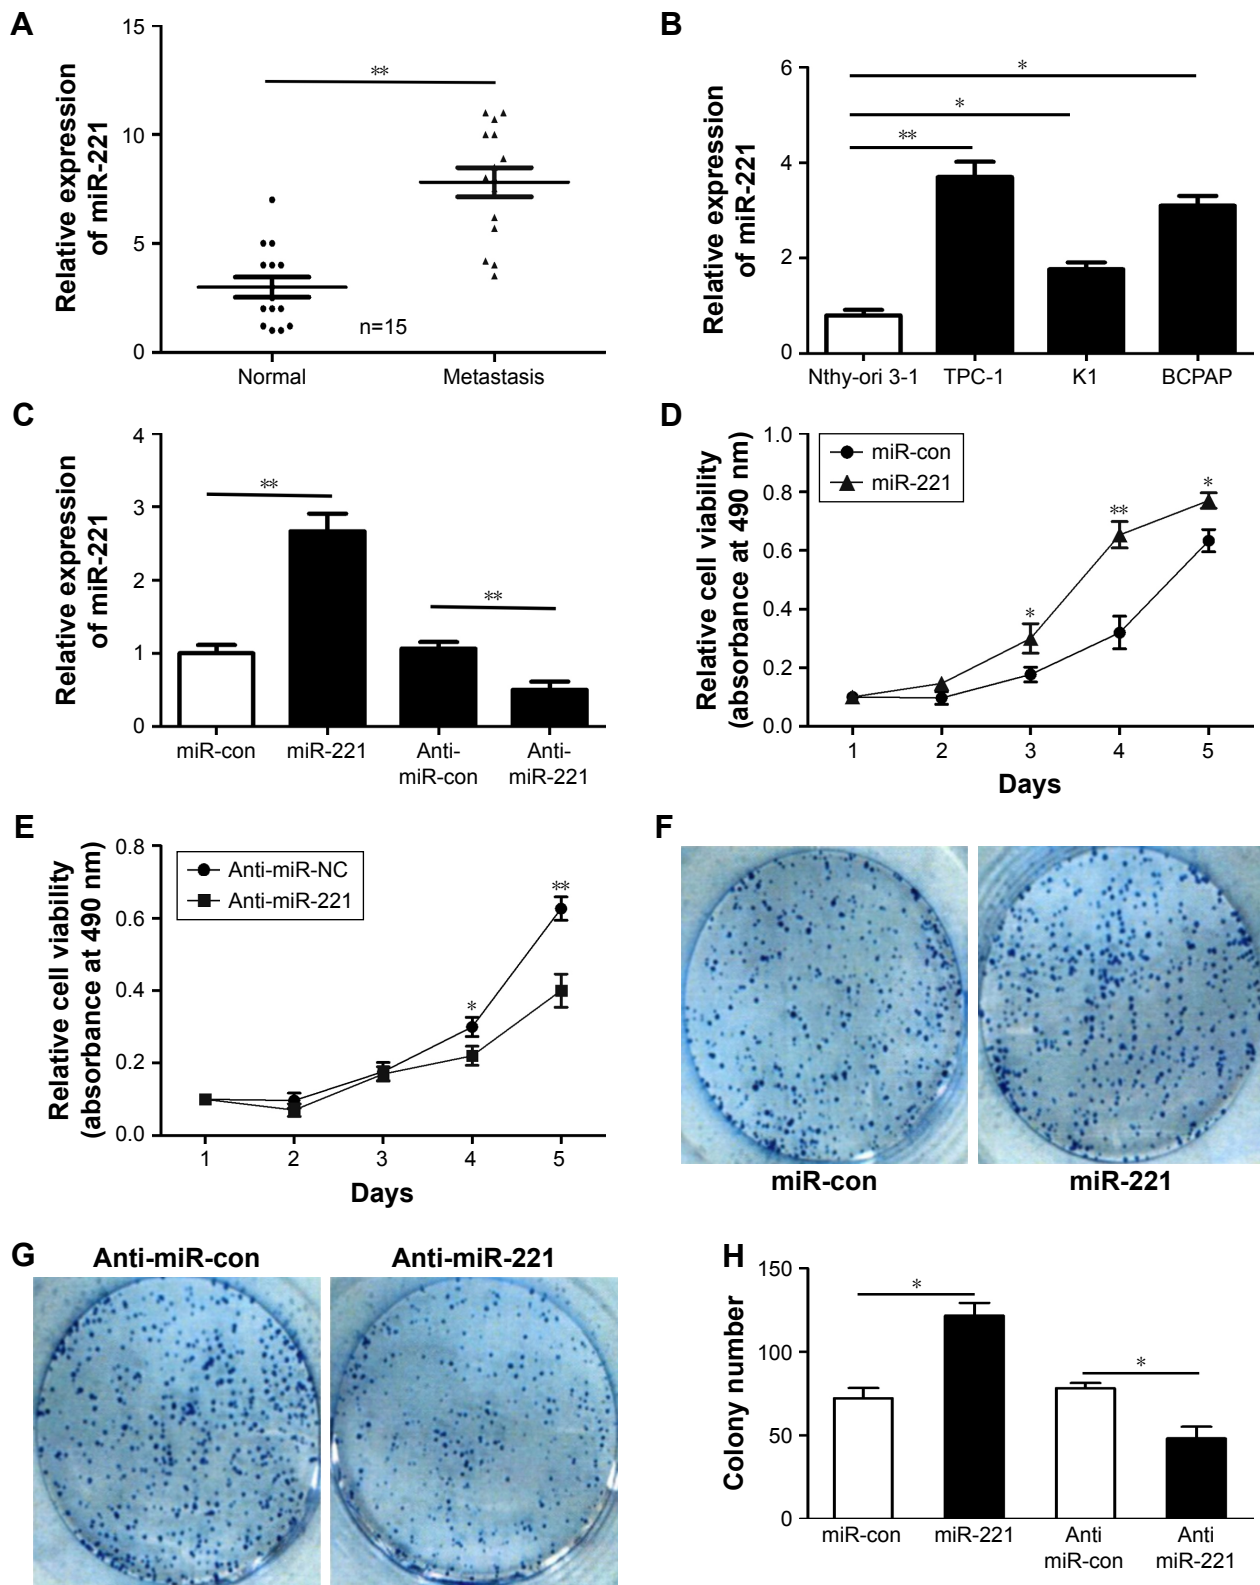 A
Relative expression
of miR-221
15
10
5
0
**
n=15
Normal
Metastasis
B
Relative expression
of miR-221
6
4
2
0
*
*
**
Nthy-ori 3-1
TPC-1
K1
BCPAP
C
Relative expression
of miR-221
4
3
2
1
0
**
**
miR-con
miR-221
Anti-
miR-con
Anti-
miR-221
D
Relative cell viability
(absorbance at 490 nm)
1.0
0.8
0.6
0.4
0.2
0.0
miR-con
miR-221
*
**
*
1
2
3
4
5
Days
E
Relative cell viability
(absorbance at 490 nm)
0.8
0.6
0.4
0.2
0.0
Anti-miR-NC
Anti-miR-221
*
**
1
2
3
4
5
Days
F
miR-con
miR-221
G
Anti-miR-con
Anti-miR-221
H
Colony number
150
100
50
0
*
*
miR-con
miR-221
Anti
miR-con
Anti
miR-221